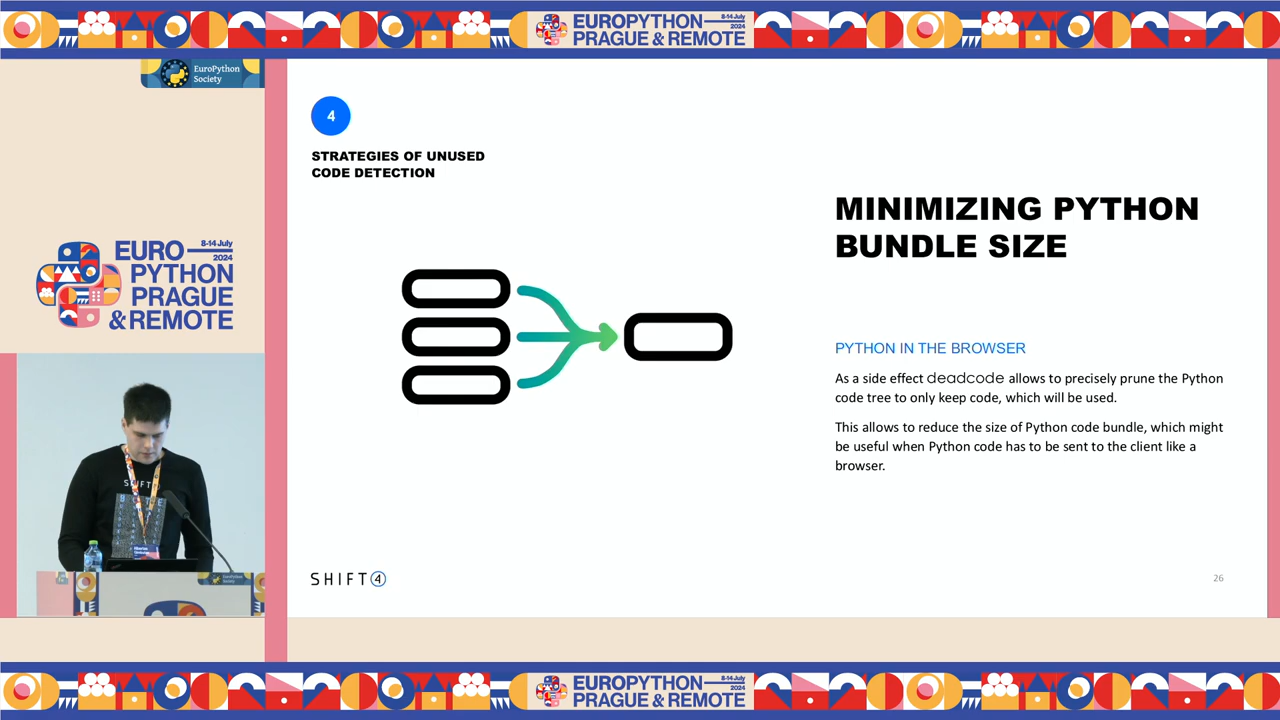 8-14 July
EUROPYTHON
2024
PRAGUE & REMOTE
EuroPython
Society
4
STRATEGIES OF UNUSED
CODE DETECTION
MINIMIZING PYTHON
BUNDLE SIZE
8-14 July
EURO
2024
PYTHON
PRAGUE
& REMOTE
PYTHON IN THE BROWSER
As a side effect deadcode allows to precisely prune the Python
code tree to only keep code, which will be used.
This allows to reduce the size of Python code bundle, which might
be useful when Python code has to be sent to the client like a
browser.
SHIFT4
26
8-14 July
EUROPYTHON
2024
PRAGUE & REMOTE